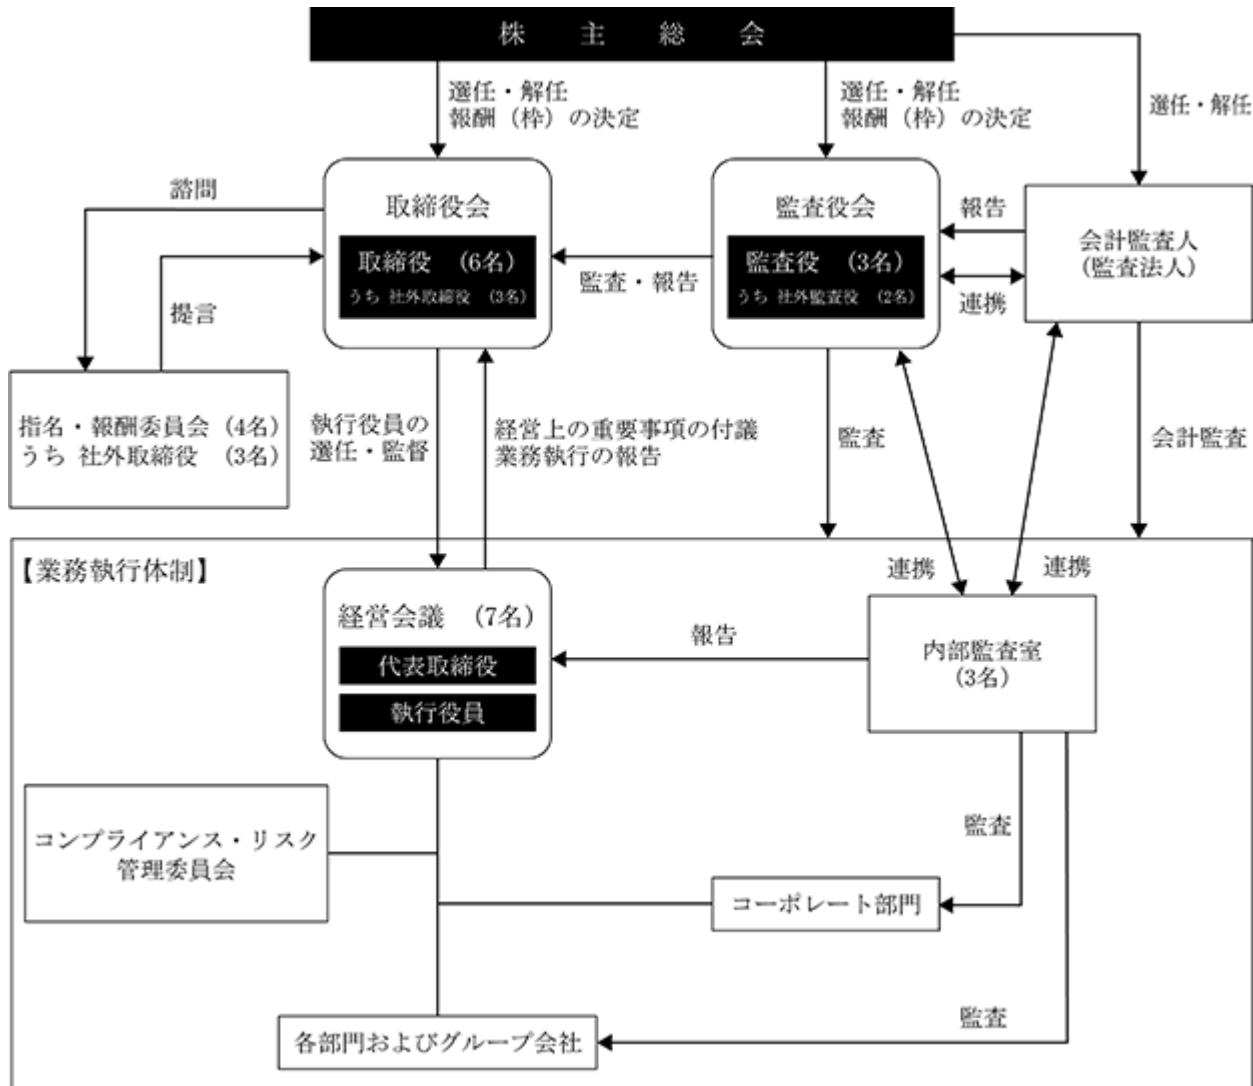 株主総会
選任・解任
報酬（枠）の決定
選任・解任
報酬（枠）の決定
選任・解任
諮問
取締役会
取締役 （6名）
うち 社外取締役 （3名）
監査・報告
監査役会
監査役 （3名）
うち 社外監査役 （2名）
報告
連携
会計監査人
（監査法人）
提言
指名・報酬委員会（4名）
うち 社外取締役 （3名）
執行役員の
選任・監督
経営上の重要事項の付議
業務執行の報告
監査
会計監査
【業務執行体制】
連携
連携
経営会議 （7名）
代表取締役
執行役員
報告
内部監査室
（3名）
コンプライアンス・リスク
管理委員会
監査
コーポレート部門
監査
各部門およびグループ会社